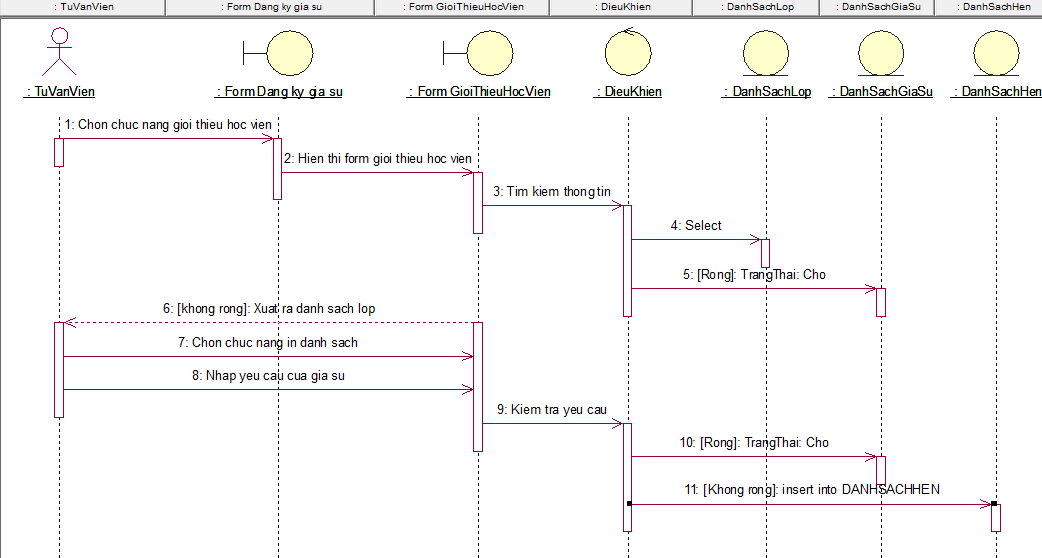 : TuVanVien
: Form Dang ky gia su
: Form GioiThieuHocVien
: DieuKhien
: DanhSachLop
: DanhSachGiaSu
: DanhSachHen
: TuVanVien
: Form Dang ky gia su
: Form GioiThieuHocVien
: DieuKhien
: DanhSachLop
: DanhSachGiaSu
: DanhSachHen
1: Chon chuc nang gioi thieu hoc vien
2: Hien thi form gioi thieu hoc vien
3: Tim kiem thong tin
4: Select
5: [Rong]: TrangThai: Cho
6: [khong rong]: Xuat ra danh sach lop
7: Chon chuc nang in danh sach
8: Nhap yeu cau cua gia su
9: Kiem tra yeu cau
10: [Rong]: TrangThai: Cho
11: [Khong rong]: insert into DANHSACHHEN